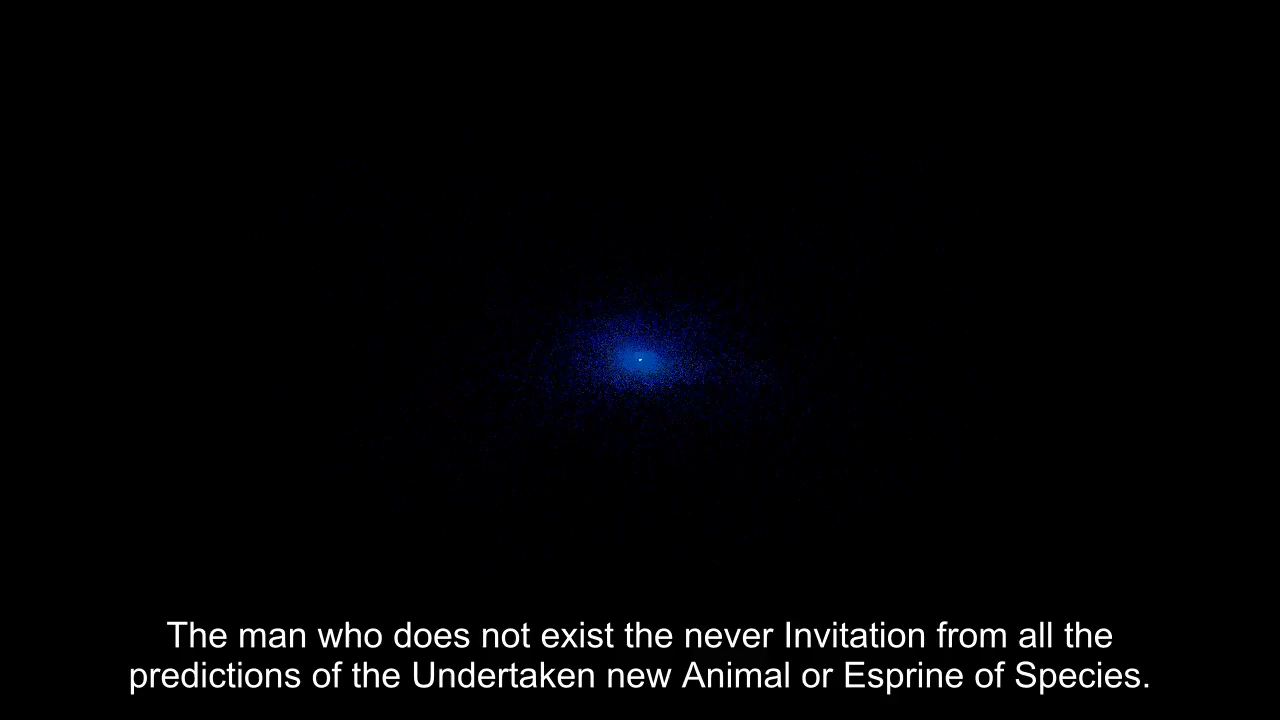 The man who does not exist the never Invitation from all the
predictions of the Undertaken new Animal or Esprine of Species.